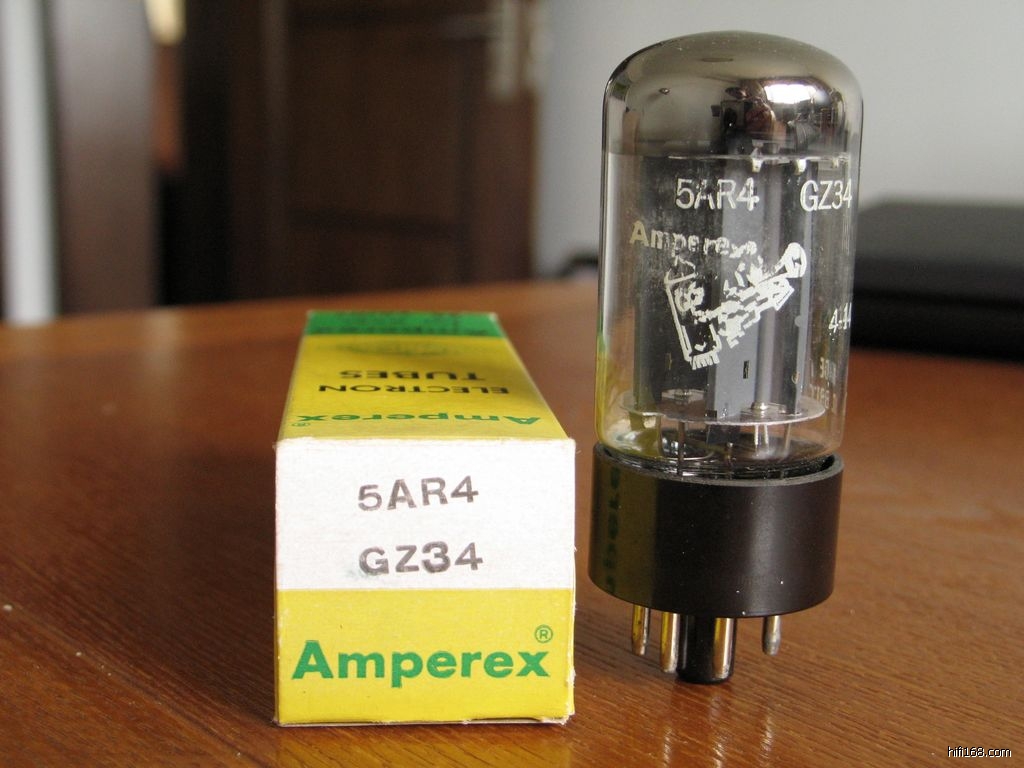 5AR4 GZ34
Amperex
ELECTRON
TUBES
Amperex®
5AR4
GZ34
Amperex®
hifi168.com